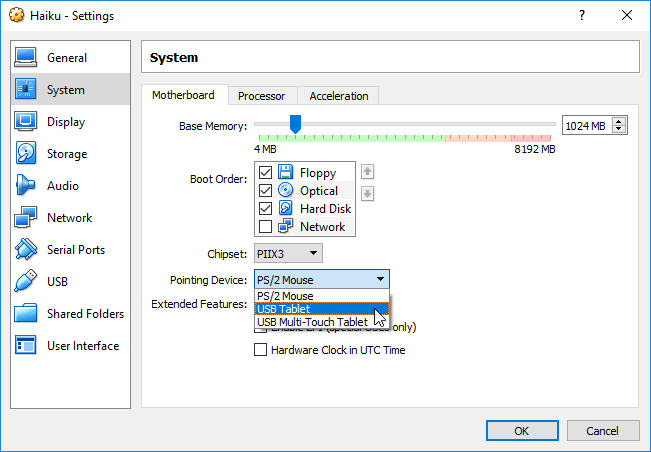 Haiku - Settings
General
System
Display
Storage
Audio
Network
Serial Ports
USB
Shared Folders
User Interface
System
Motherboard
Processor
Acceleration
Base Memory:
1024 MB
4 MB
8192 MB
Boot Order:
Floppy
Optical
Hard Disk
Network
Chipset:
PIIX3
Pointing Device:
PS/2 Mouse
PS/2 Mouse
USB Tablet
USB Multi-Touch Tablet
Extended Features:
only)
Hardware Clock in UTC Time
OK
Cancel